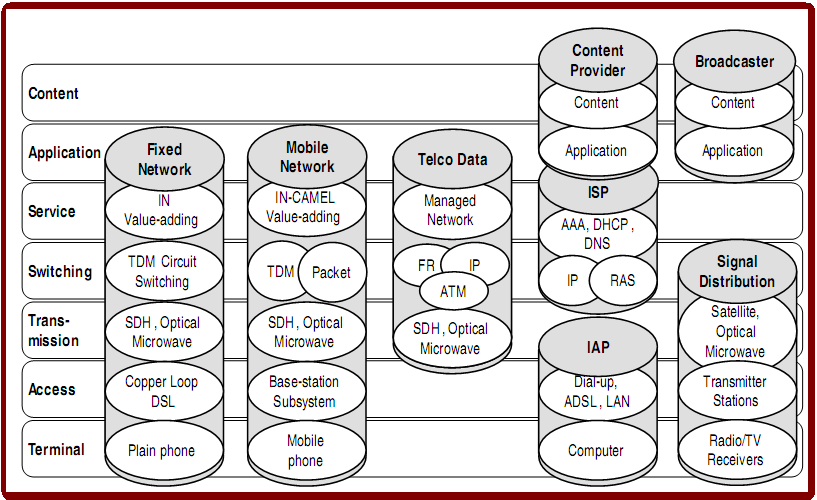 Content
Application
Service
Switching
Trans-
mission
Access
Terminal
Fixed
Network
IN
Value-adding
TDM Circuit
Switching
SDH , Optical
Microwave
Copper Loop
DSL
Plain phone
Mobile
Network
IN-CAMEL
Value-adding
TDM
Packet
SDH , Optical
Microwave
Base-station
Subsystem
Mobile
phone
Telco Data
Managed
Network
FR
IP
ATM
SDH , Optical
Microwave
Content
Provider
Content
Application
ISP
AAA, DHCP ,
DNS
IP
RAS
IAP
Dial-up,
ADSL , LAN
Computer
Broadcaster
Content
Application
Signal
Distribution
Satellite,
Optical
Microwave
Transmitter
Stations
Radio/TV
Receivers